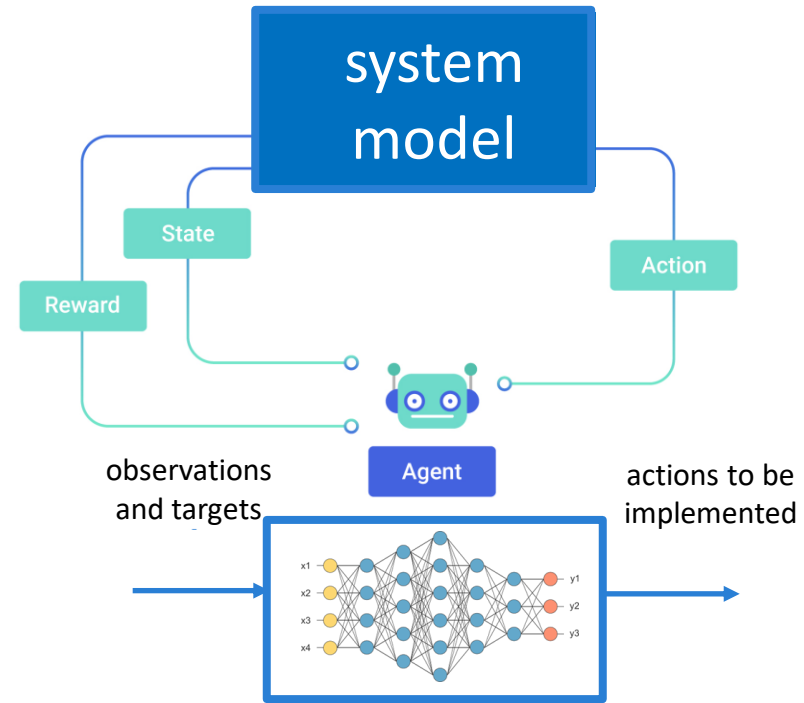 system
model
State
Action
Reward
Agent
observations
and targets
actions to be
implemented
x1
x2
x3
x4
y1
y2
y3